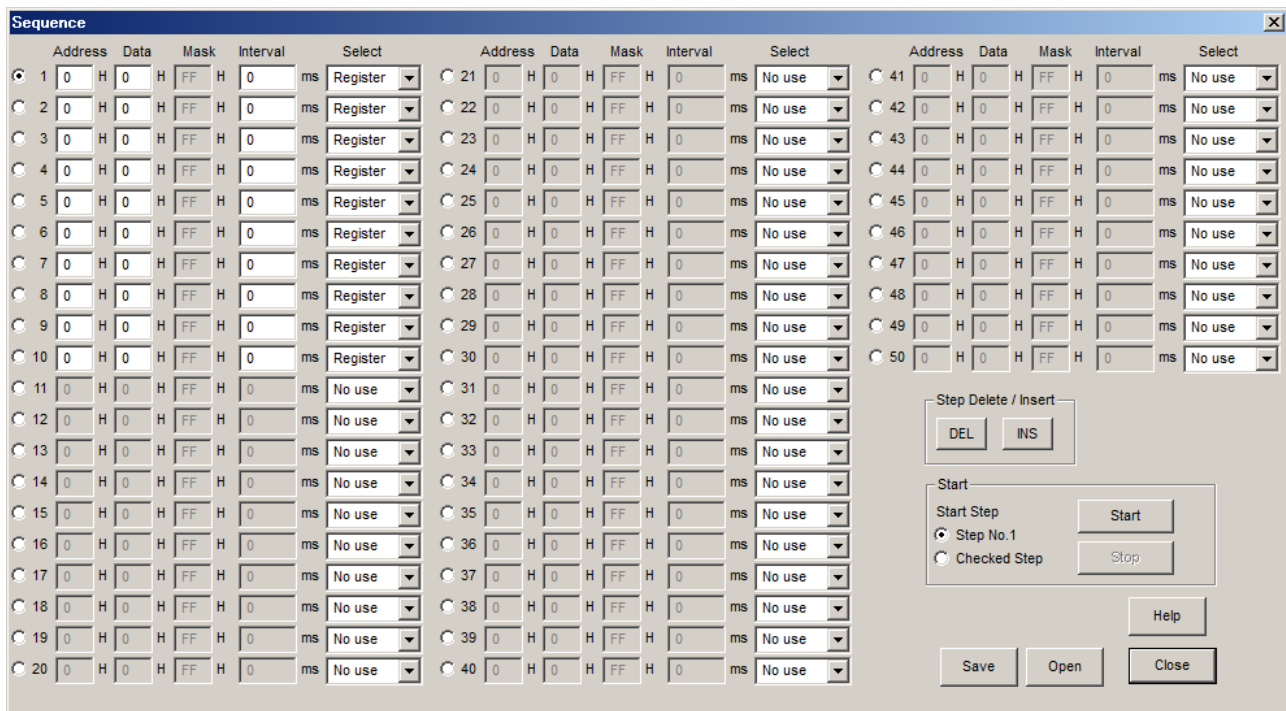 Sequence
Address Data Mask Interval Select Address Data Mask Interval Select Address Data Mask Interval Select
1 0 H 0 H FF H 0 ms Register 21 0 H 0 H FF H 0 ms No use 41 0 H 0 H FF H 0 ms No use
2 0 H 0 H FF H 0 ms Register 22 0 H 0 H FF H 0 ms No use 42 0 H 0 H FF H 0 ms No use
3 0 H 0 H FF H 0 ms Register 23 0 H 0 H FF H 0 ms No use 43 0 H 0 H FF H 0 ms No use
4 0 H 0 H FF H 0 ms Register 24 0 H 0 H FF H 0 ms No use 44 0 H 0 H FF H 0 ms No use
5 0 H 0 H FF H 0 ms Register 25 0 H 0 H FF H 0 ms No use 45 0 H 0 H FF H 0 ms No use
6 0 H 0 H FF H 0 ms Register 26 0 H 0 H FF H 0 ms No use 46 0 H 0 H FF H 0 ms No use
7 0 H 0 H FF H 0 ms Register 27 0 H 0 H FF H 0 ms No use 47 0 H 0 H FF H 0 ms No use
8 0 H 0 H FF H 0 ms Register 28 0 H 0 H FF H 0 ms No use 48 0 H 0 H FF H 0 ms No use
9 0 H 0 H FF H 0 ms Register 29 0 H 0 H FF H 0 ms No use 49 0 H 0 H FF H 0 ms No use
10 0 H 0 H FF H 0 ms Register 30 0 H 0 H FF H 0 ms No use 50 0 H 0 H FF H 0 ms No use
11 0 H 0 H FF H 0 ms No use 31 0 H 0 H FF H 0 ms No use
12 0 H 0 H FF H 0 ms No use 32 0 H 0 H FF H 0 ms No use
13 0 H 0 H FF H 0 ms No use 33 0 H 0 H FF H 0 ms No use
14 0 H 0 H FF H 0 ms No use 34 0 H 0 H FF H 0 ms No use
15 0 H 0 H FF H 0 ms No use 35 0 H 0 H FF H 0 ms No use
16 0 H 0 H FF H 0 ms No use 36 0 H 0 H FF H 0 ms No use
17 0 H 0 H FF H 0 ms No use 37 0 H 0 H FF H 0 ms No use
18 0 H 0 H FF H 0 ms No use 38 0 H 0 H FF H 0 ms No use
19 0 H 0 H FF H 0 ms No use 39 0 H 0 H FF H 0 ms No use
20 0 H 0 H FF H 0 ms No use 40 0 H 0 H FF H 0 ms No use
Step Delete / Insert
DEL INS
Start
Start Step
Start
Step No.1
Checked Step
Stop
Help
Save Open Close